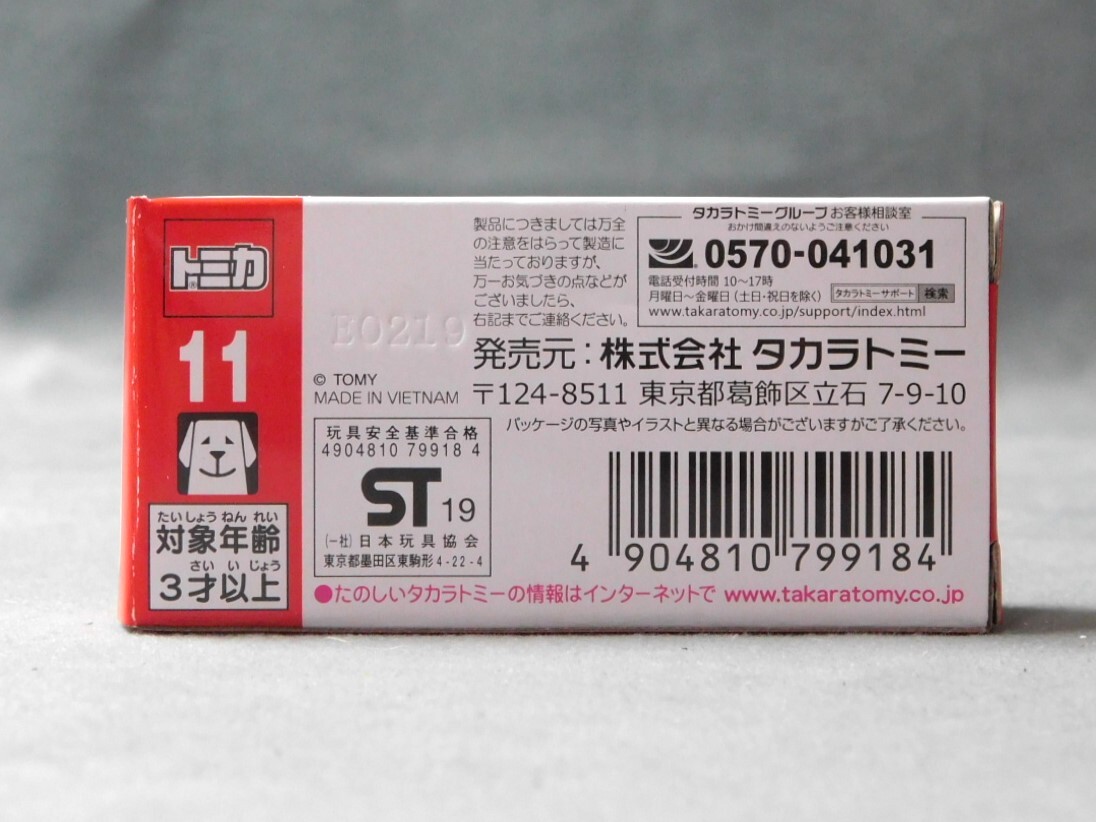 トミカ
11
たいしょう ねん れい
対象年齢
さい い じょう
3才以上
製品につきましては万全
の注意をはらって製造に
当たっておりますが、
万一お気づきの点などが
ございましたら、
右記までご連絡ください。
タカラトミーグループ お客様相談室
おかけ間違えのないようご注意ください
0570-041031
電話受付時間 10〜17時
月曜日〜金曜日 (土日・祝日を除く) タカラトミーサポート 検索
www.takaratomy.co.jp/support/index.html
E0219
発売元:株式会社 タカラトミー
© TOMY
MADE IN VIETNAM
〒124-8511 東京都葛飾区立石 7-9-10
パッケージの写真やイラストと異なる場合がございますがご了承ください。
玩具安全基準合格
4904810 79918 4
ST 19
(一社)日本玩具協会
東京都墨田区東駒形4-22-4
4 904810 799184
●たのしいタカラトミーの情報はインターネットで www.takaratomy.co.jp